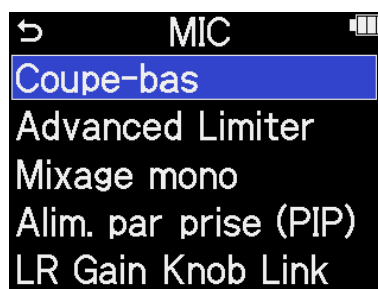 MIC
Coupe-bas
Advanced Limiter
Mixage mono
Alim. par prise (PIP)
LR Gain Knob Link